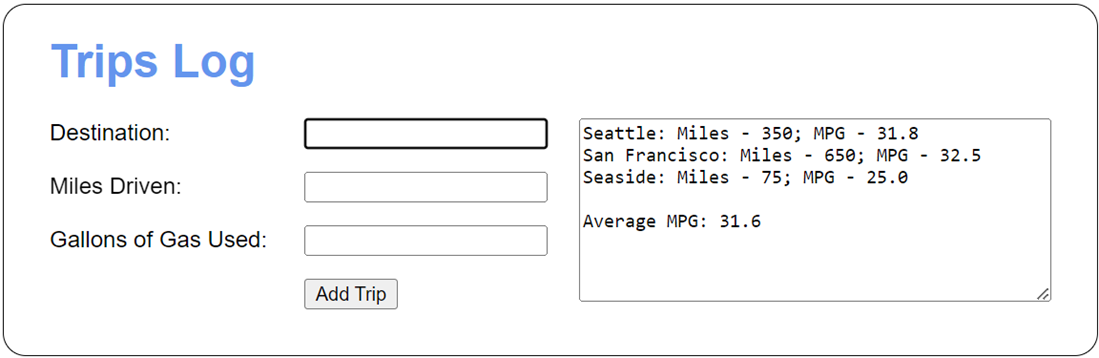 Trips Log
Destination:
Miles Driven:
Gallons of Gas Used:
Add Trip
Seattle: Miles - 350; MPG - 31.8
San Francisco: Miles - 650; MPG - 32.5
Seaside: Miles - 75; MPG - 25.0
Average MPG: 31.6